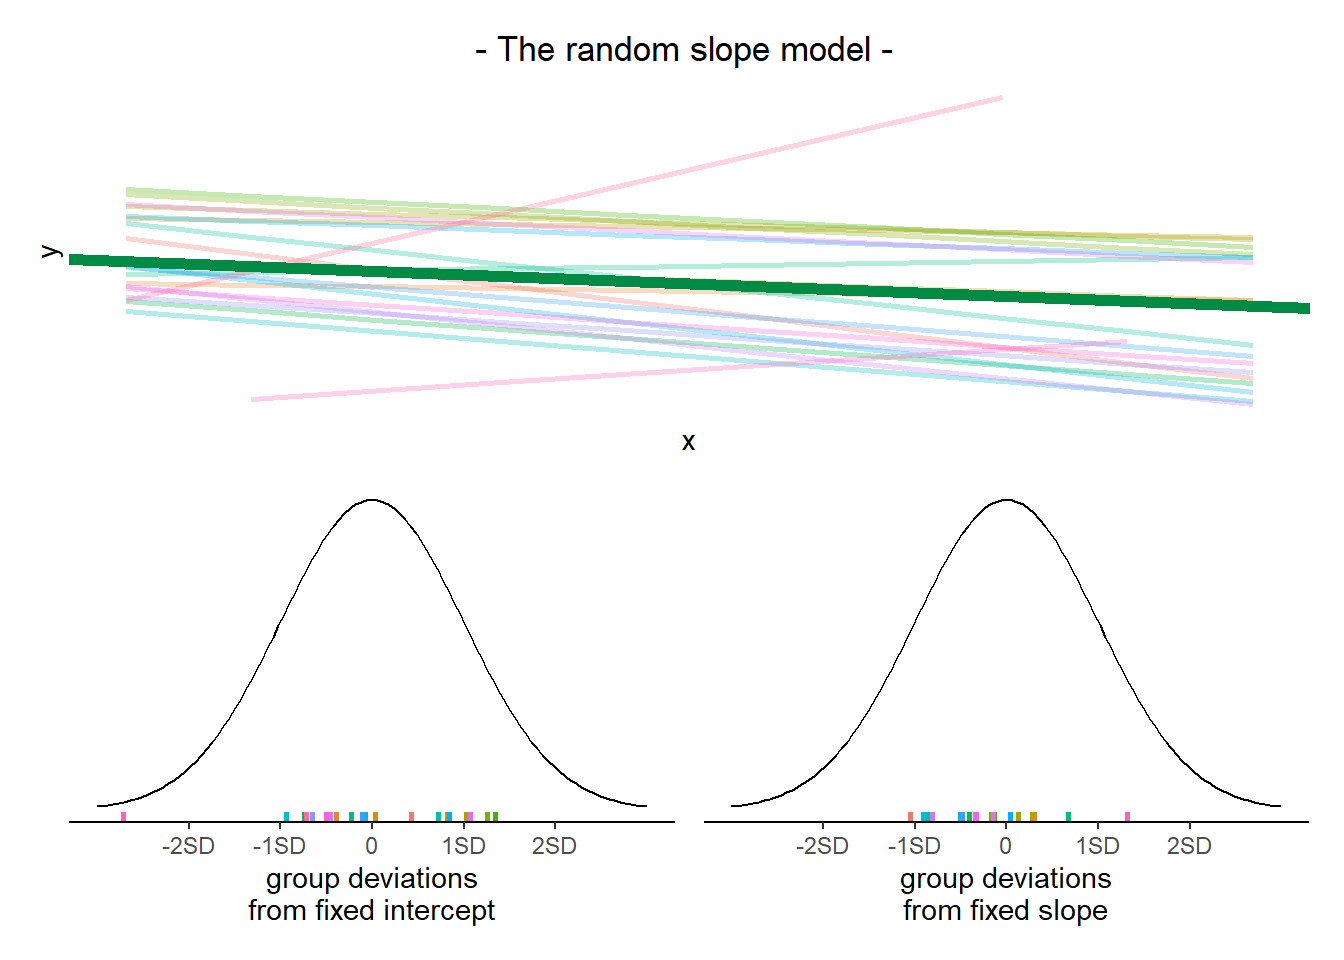 - The random slope model -
y
x
-2SD -1SD 0 1SD 2SD
group deviations
from fixed intercept
-2SD -1SD 0 1SD 2SD
group deviations
from fixed slope